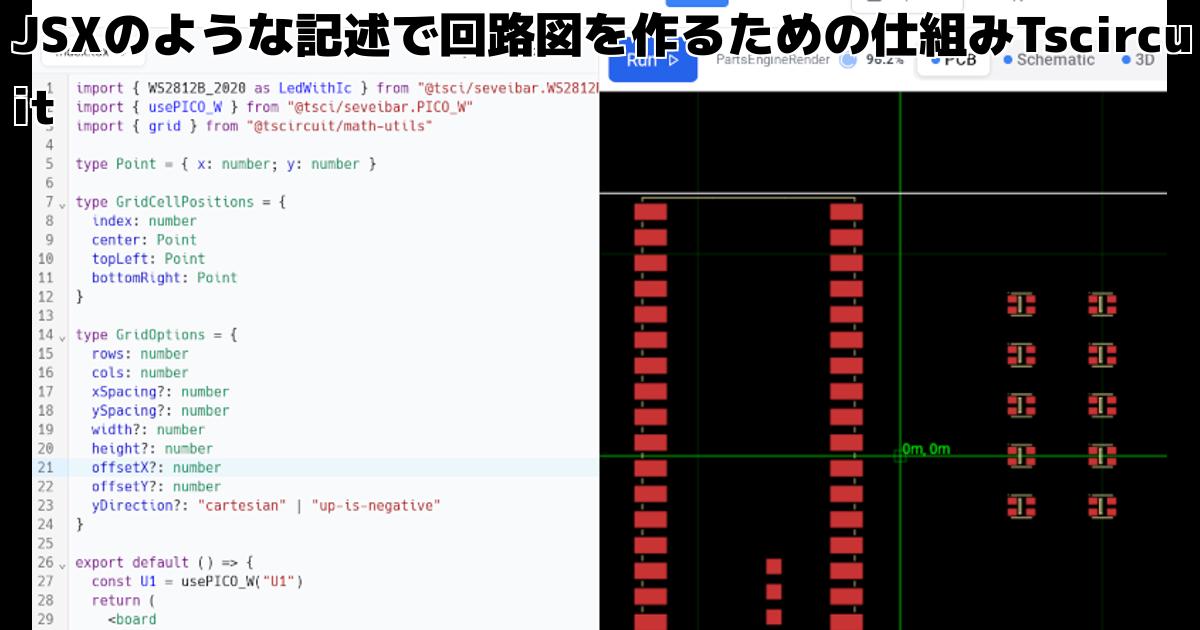 JSXのような記述で回路図を作るための仕組みTscircu
it
Run ▷ PartsEngineRender 96.2% PCB Schematic 3D
1 import { WS2812B_2020 as LedWithIc } from "@tsci/seveibar.WS2812
2 import { usePICO_W } from "@tsci/seveibar.PICO_W"
3 import { grid } from "@tscircuit/math-utils"
4
5 type Point = { x: number; y: number }
6
7 type GridCellPositions = {
8 index: number
9 center: Point
10 topLeft: Point
11 bottomRight: Point
12 }
13
14 type GridOptions = {
15 rows: number
16 cols: number
17 xSpacing?: number
18 ySpacing?: number
19 width?: number
20 height?: number
21 offsetX?: number
22 offsetY?: number
23 yDirection?: "cartesian" | "up-is-negative"
24 }
25
26 export default () => {
27 const U1 = usePICO_W("U1")
28 return (
29 <board
0m, 0m